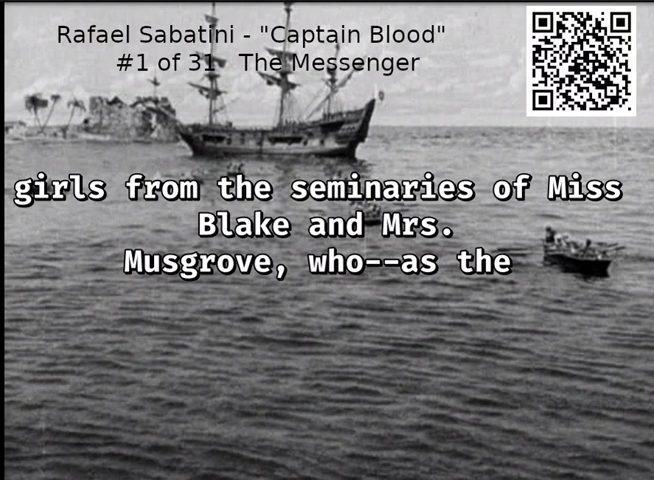 Rafael Sabatini - "Captain Blood"
#1 of 31 The Messenger
girls from the seminaries of Miss
Blake and Mrs.
Musgrove, who--as the